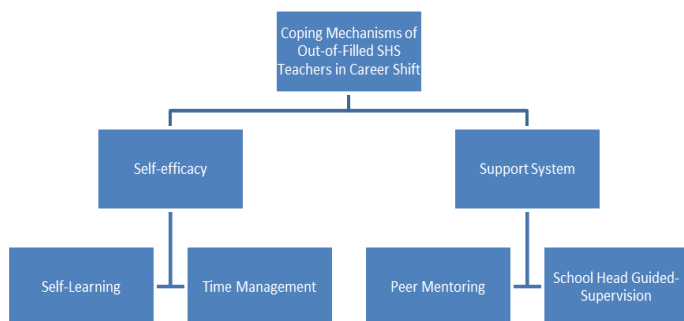 Coping Mechanisms of
Out-of-Filled SHS
Teachers in Career Shift
Self-efficacy
Support System
Self-Learning
Time Management
Peer Mentoring
School Head Guided-
Supervision